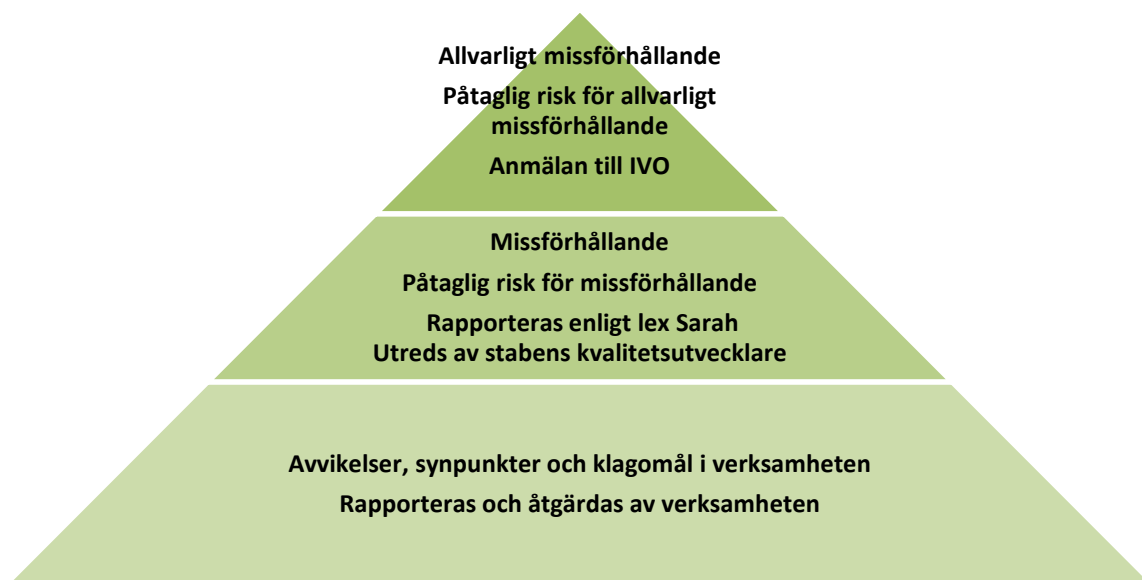 Allvarligt missförhållande
Påtaglig risk för allvarligt
missförhållande
Anmälan till IVO
Missförhållande
Påtaglig risk för missförhållande
Rapporteras enligt lex Sarah
Utreds av stabens kvalitetsutvecklare
Avvikelser, synpunkter och klagomål i verksamheten
Rapporteras och åtgärdas av verksamheten